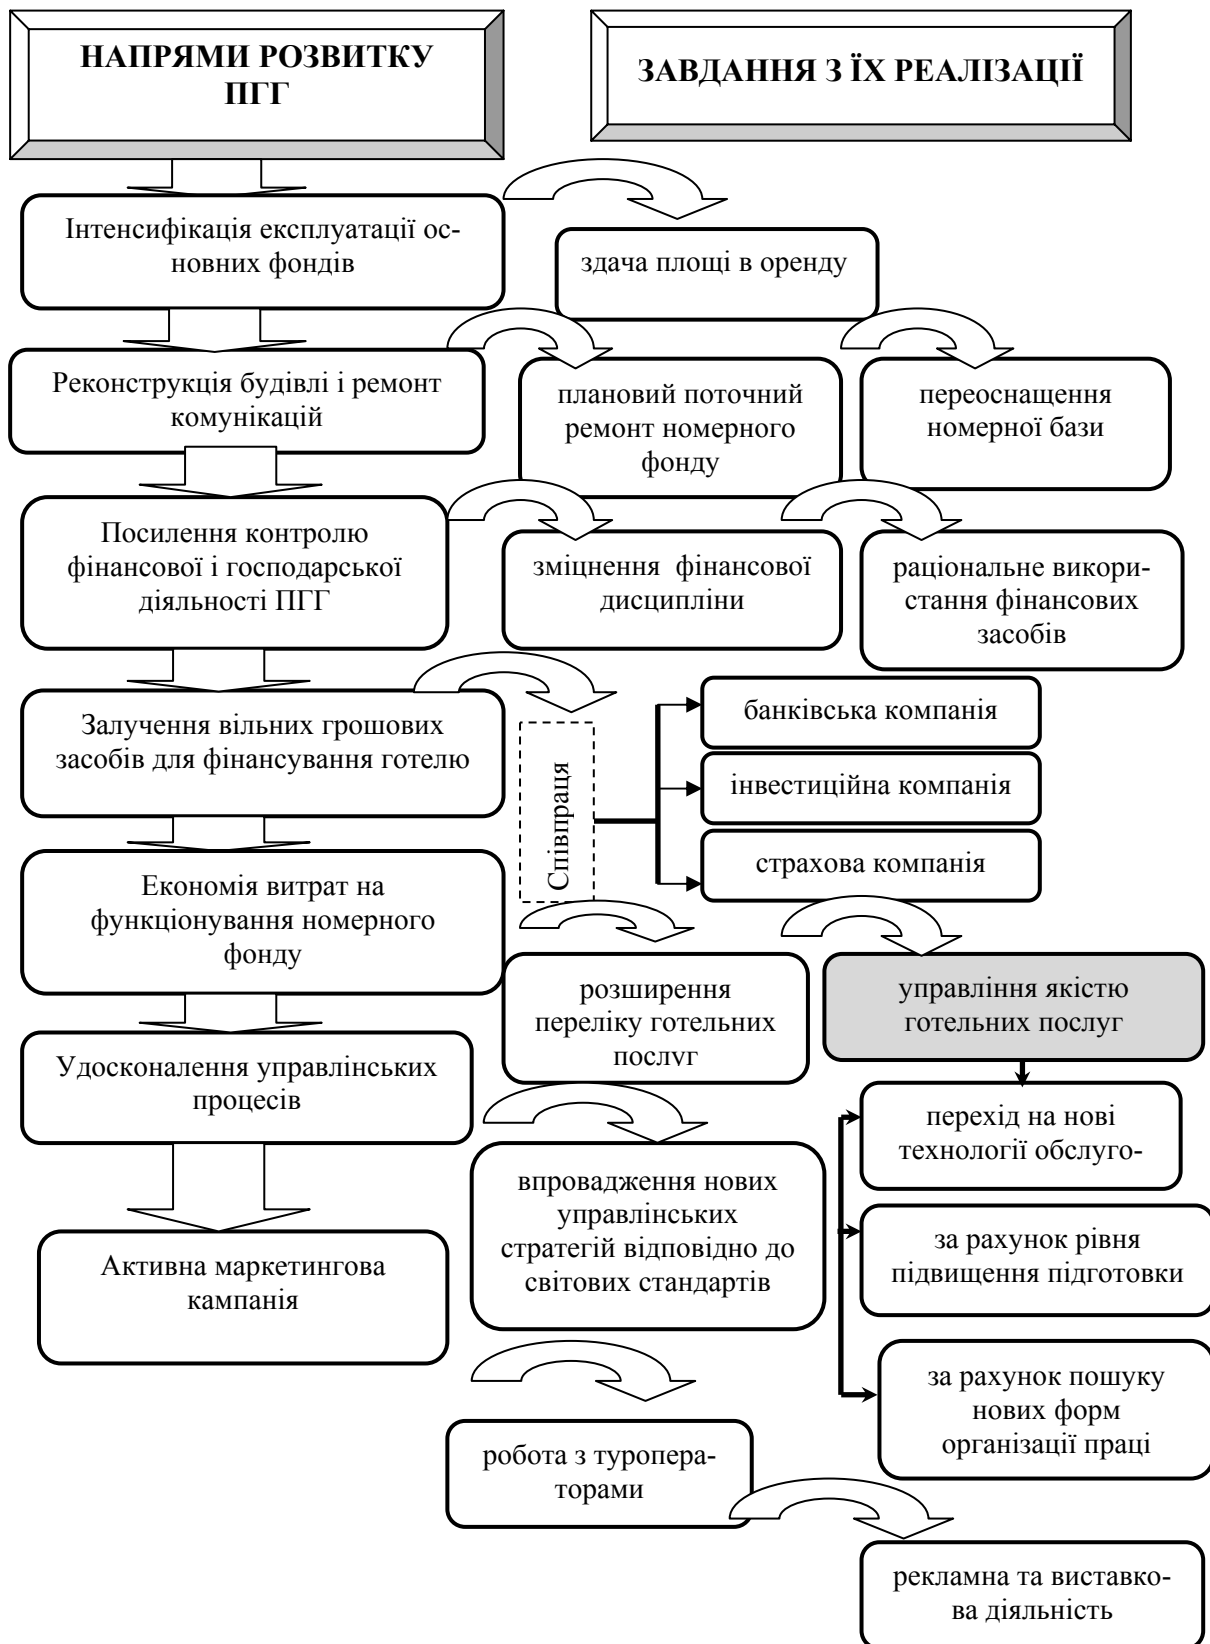 НАПРЯМИ РОЗВИТКУ
ПГГ
ЗАВДАННЯ З ЇХ РЕАЛІЗАЦІЇ
Інтенсифікація експлуатації ос-
новних фондів
здача площі в оренду
Реконструкція будівлі і ремонт
комунікацій
плановий поточний
ремонт номерного
фонду
переоснащення
номерної бази
Посилення контролю
фінансової і господарської
діяльності ПГГ
зміцнення фінансової
дисципліни
раціональне викори-
стання фінансових
засобів
Залучення вільних грошових
засобів для фінансування готелю
Співпраця
банківська компанія
інвестиційна компанія
страхова компанія
Економія витрат на
функціонування номерного
фонду
розширення
переліку готельних
послуг
управління якістю
готельних послуг
Удосконалення управлінських
процесів
перехід на нові
технології обслуго-
впровадження нових
управлінських
стратегій відповідно до
світових стандартів
за рахунок рівня
підвищення підготовки
Активна маркетингова
кампанія
за рахунок пошуку
нових форм
організації праці
робота з туропера-
торами
рекламна та виставко-
ва діяльність